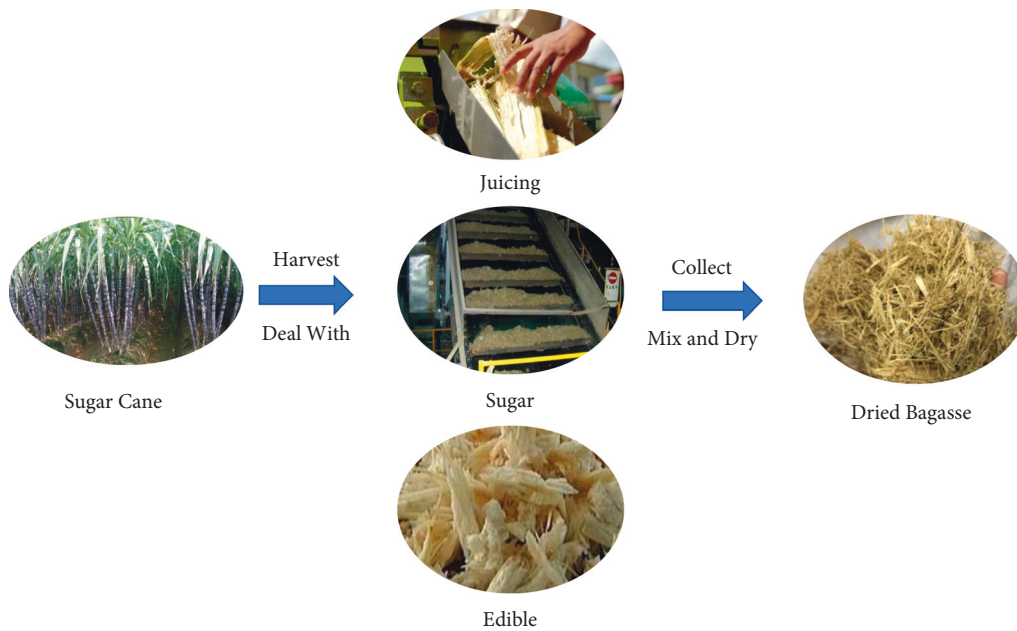 Juicing
Harvest
Deal With
Collect
Mix and Dry
Sugar Cane
Sugar
Dried Bagasse
Edible